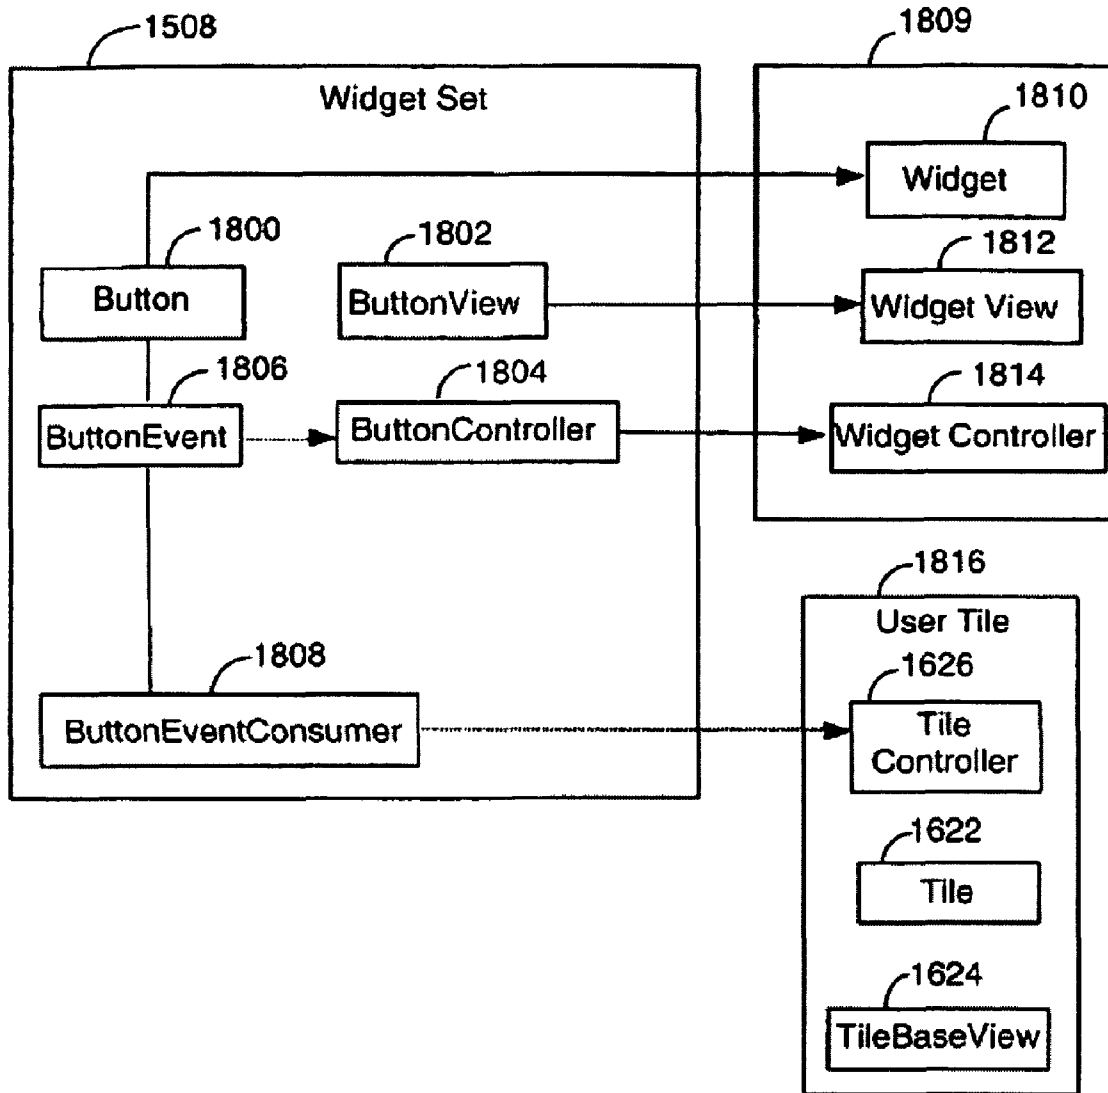 1508
Widget Set
1800
Button
1802
ButtonView
1806
ButtonEvent
1804
ButtonController
1808
ButtonEventConsumer
1809
1810
Widget
1812
Widget View
1814
Widget Controller
1816
User Tile
1626
Tile
Controller
1622
Tile
1624
TileBaseView